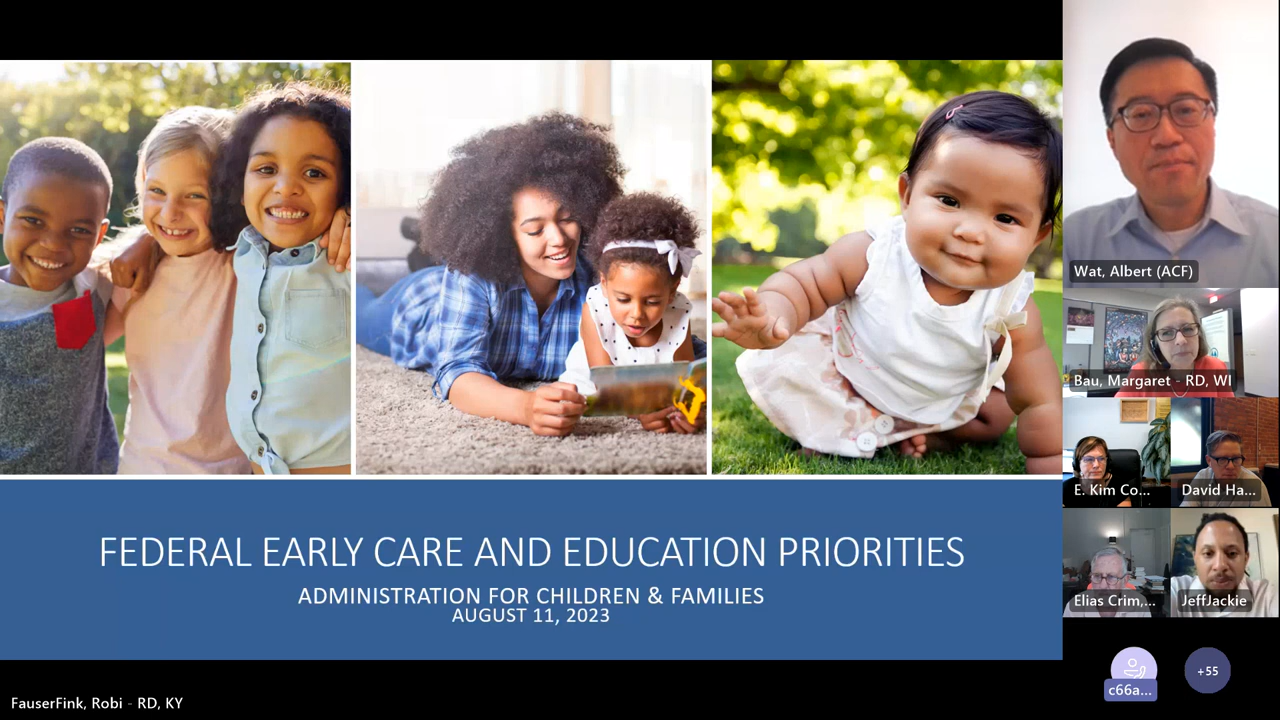 FEDERAL EARLY CARE AND EDUCATION PRIORITIES
ADMINISTRATION FOR CHILDREN & FAMILIES
AUGUST 11, 2023
Wat, Albert (ACF)
Bau, Margaret - RD, WI
E. Kim Co...
David Ha...
Elias Crim,...
JeffJackie
c66a...
+55
FauserFink, Robi - RD, KY